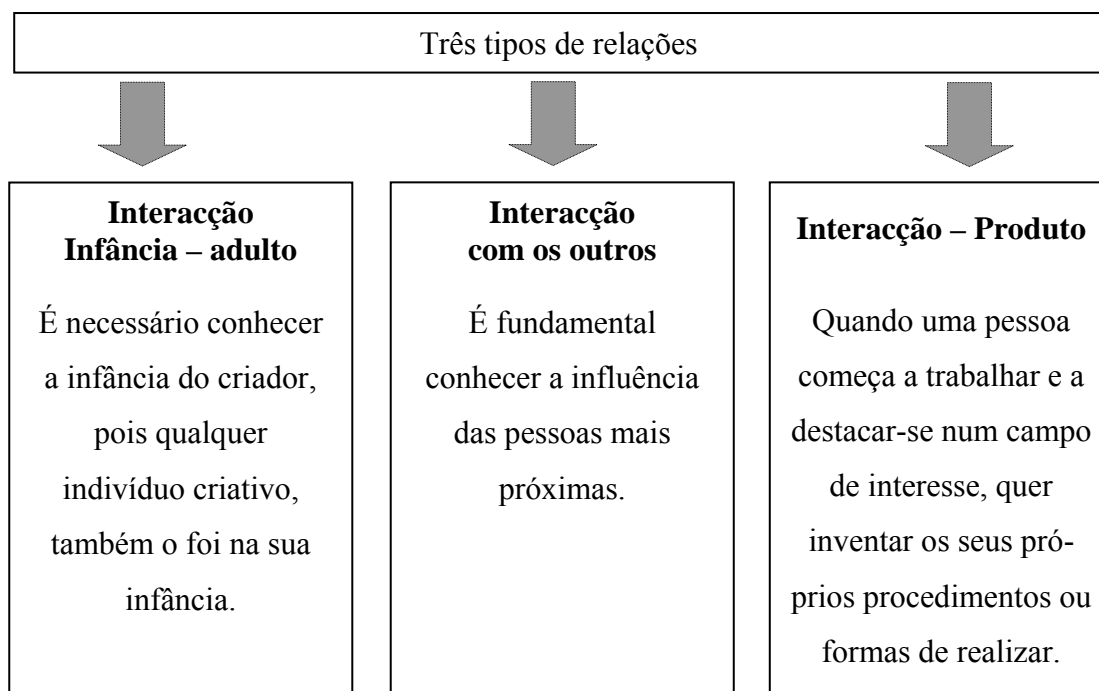 Três tipos de relações
Interacção
Infância – adulto
É necessário conhecer
a infância do criador,
pois qualquer
indivíduo criativo,
também o foi na sua
infância.
Interacção
com os outros
É fundamental
conhecer a influência
das pessoas mais
próximas.
Interacção – Produto
Quando uma pessoa
começa a trabalhar e a
destacar-se num campo
de interesse, quer
inventar os seus pró-
prios procedimentos ou
formas de realizar.